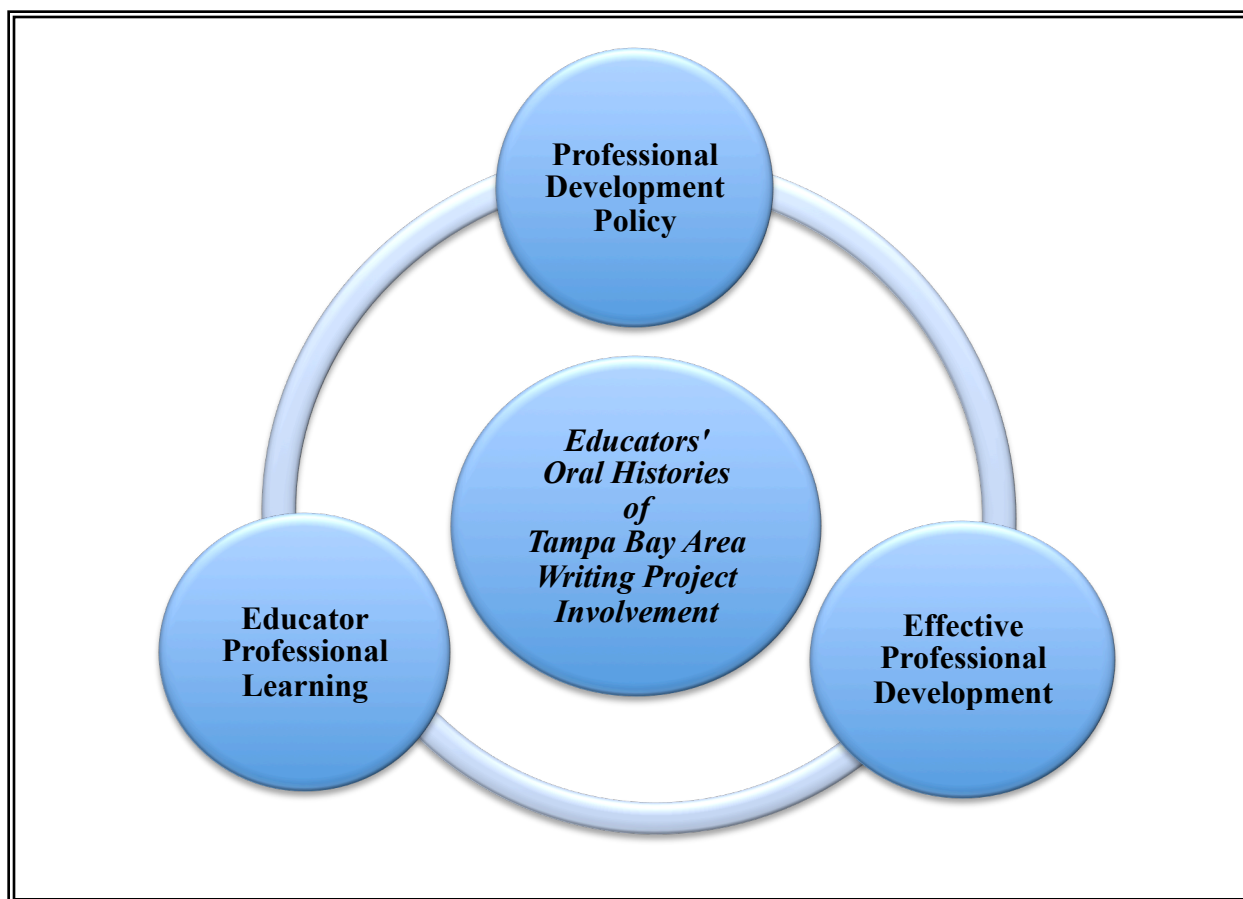 Professional
Development
Policy
Educators'
Oral Histories
of
Tampa Bay Area
Writing Project
Involvement
Educator
Professional
Learning
Effective
Professional
Development